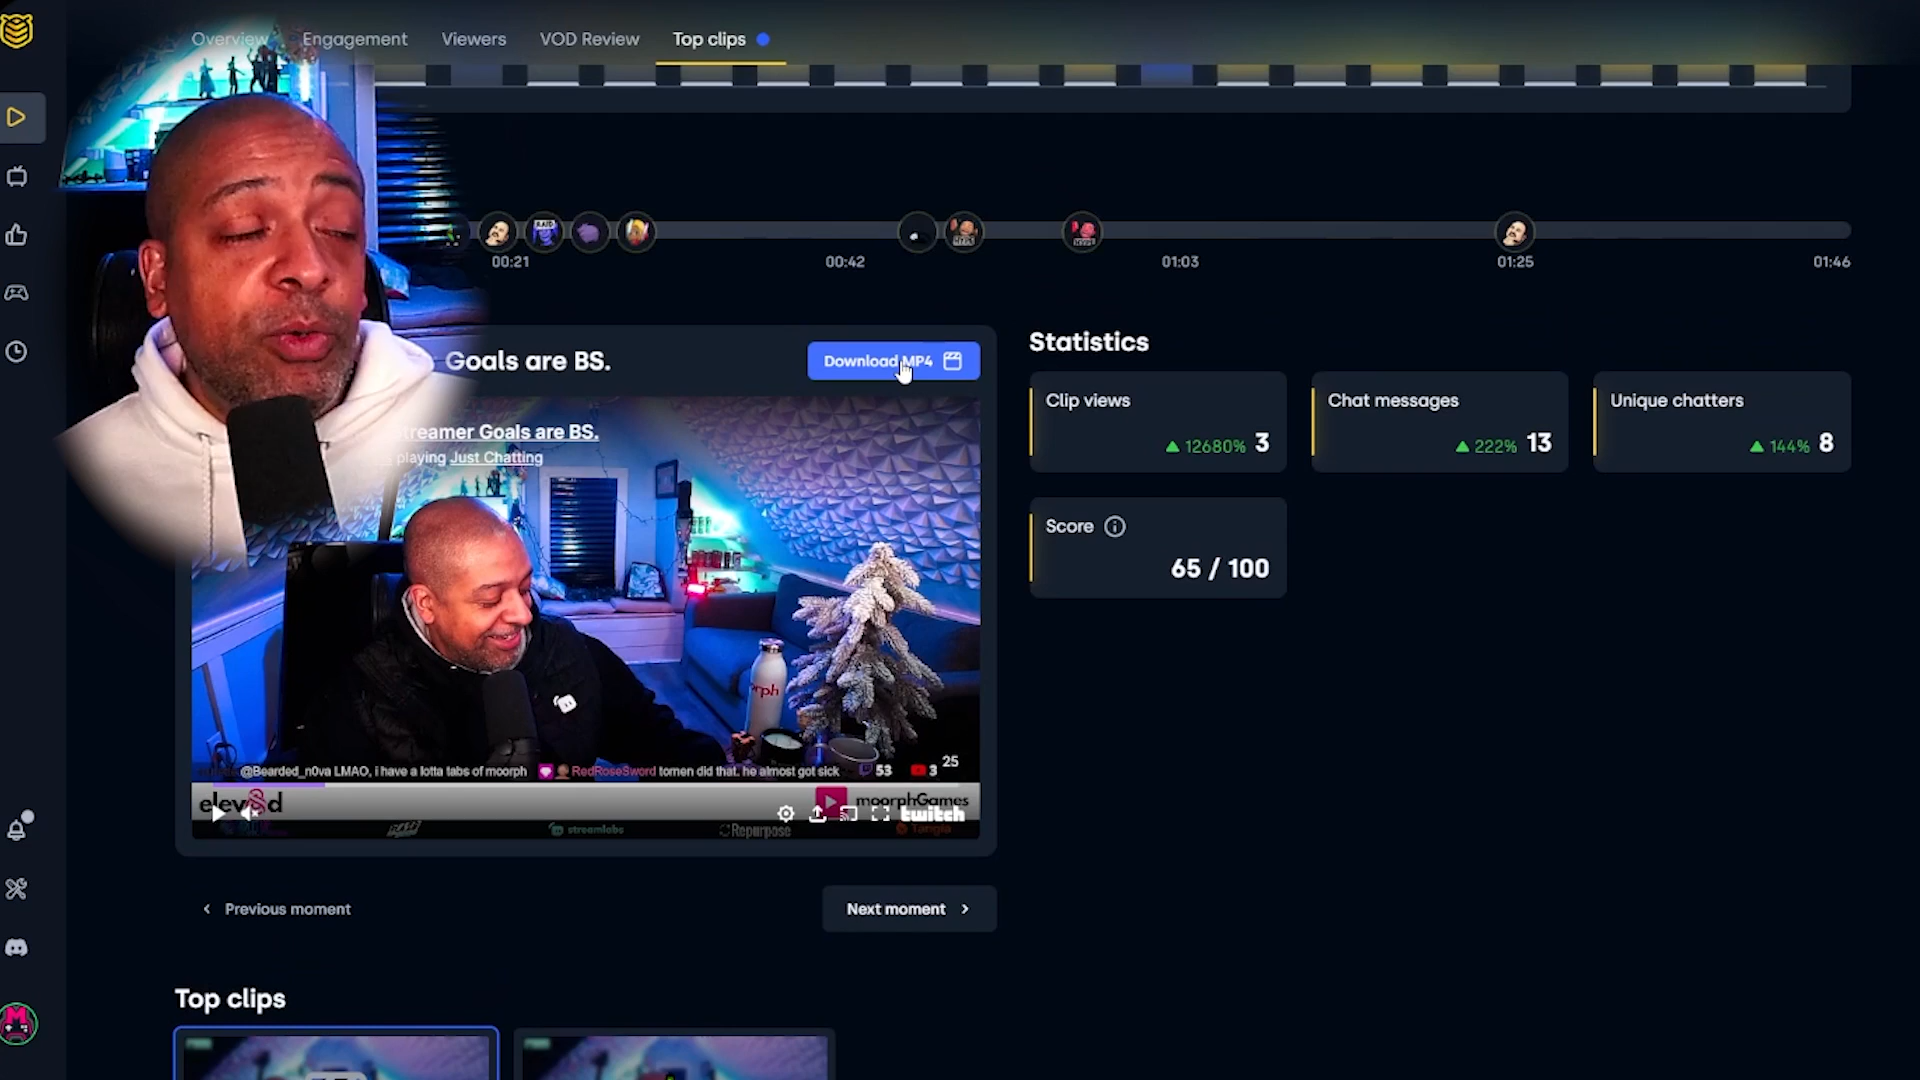 Overview Engagement Viewers VOD Review Top clips
00:21 00:42 01:03 01:25 01:46
Goals are BS.
Download MP4
Statistics
Clip views
12680% 3
Chat messages
222% 13
Unique chatters
144% 8
Score
65 / 100
treamer Goals are BS.
playing Just Chatting
rph
@Bearded_n0va LMAO, i have a lotta tabs of moorph RedRoseSword tomen did that. he almost got sick 53 3 25
elevsd moorphGames
twitch
streamlabs Repurpose Tangia
Previous moment
Next moment
Top clips